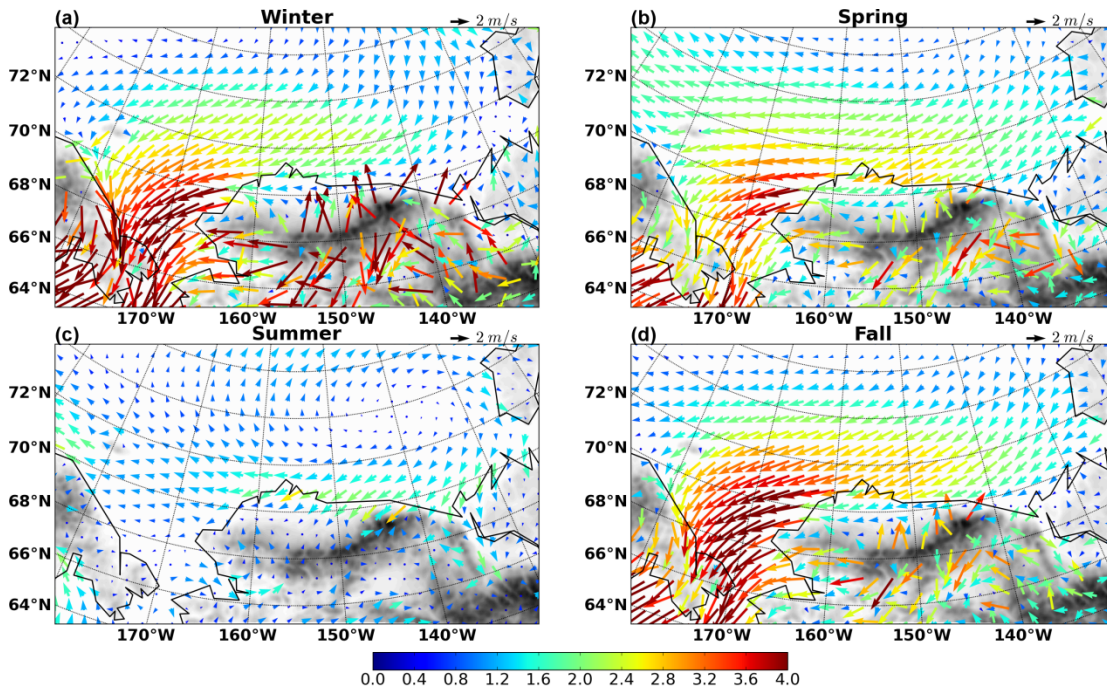 (a) Winter 2 m/s
(b) Spring 2 m/s
72°N
70°N
68°N
66°N
64°N
72°N
70°N
68°N
66°N
64°N
170°W 160°W 150°W 140°W
170°W 160°W 150°W 140°W
(c) Summer 2 m/s
(d) Fall 2 m/s
72°N
70°N
68°N
66°N
64°N
72°N
70°N
68°N
66°N
64°N
170°W 160°W 150°W 140°W
170°W 160°W 150°W 140°W
0.0 0.4 0.8 1.2 1.6 2.0 2.4 2.8 3.2 3.6 4.0